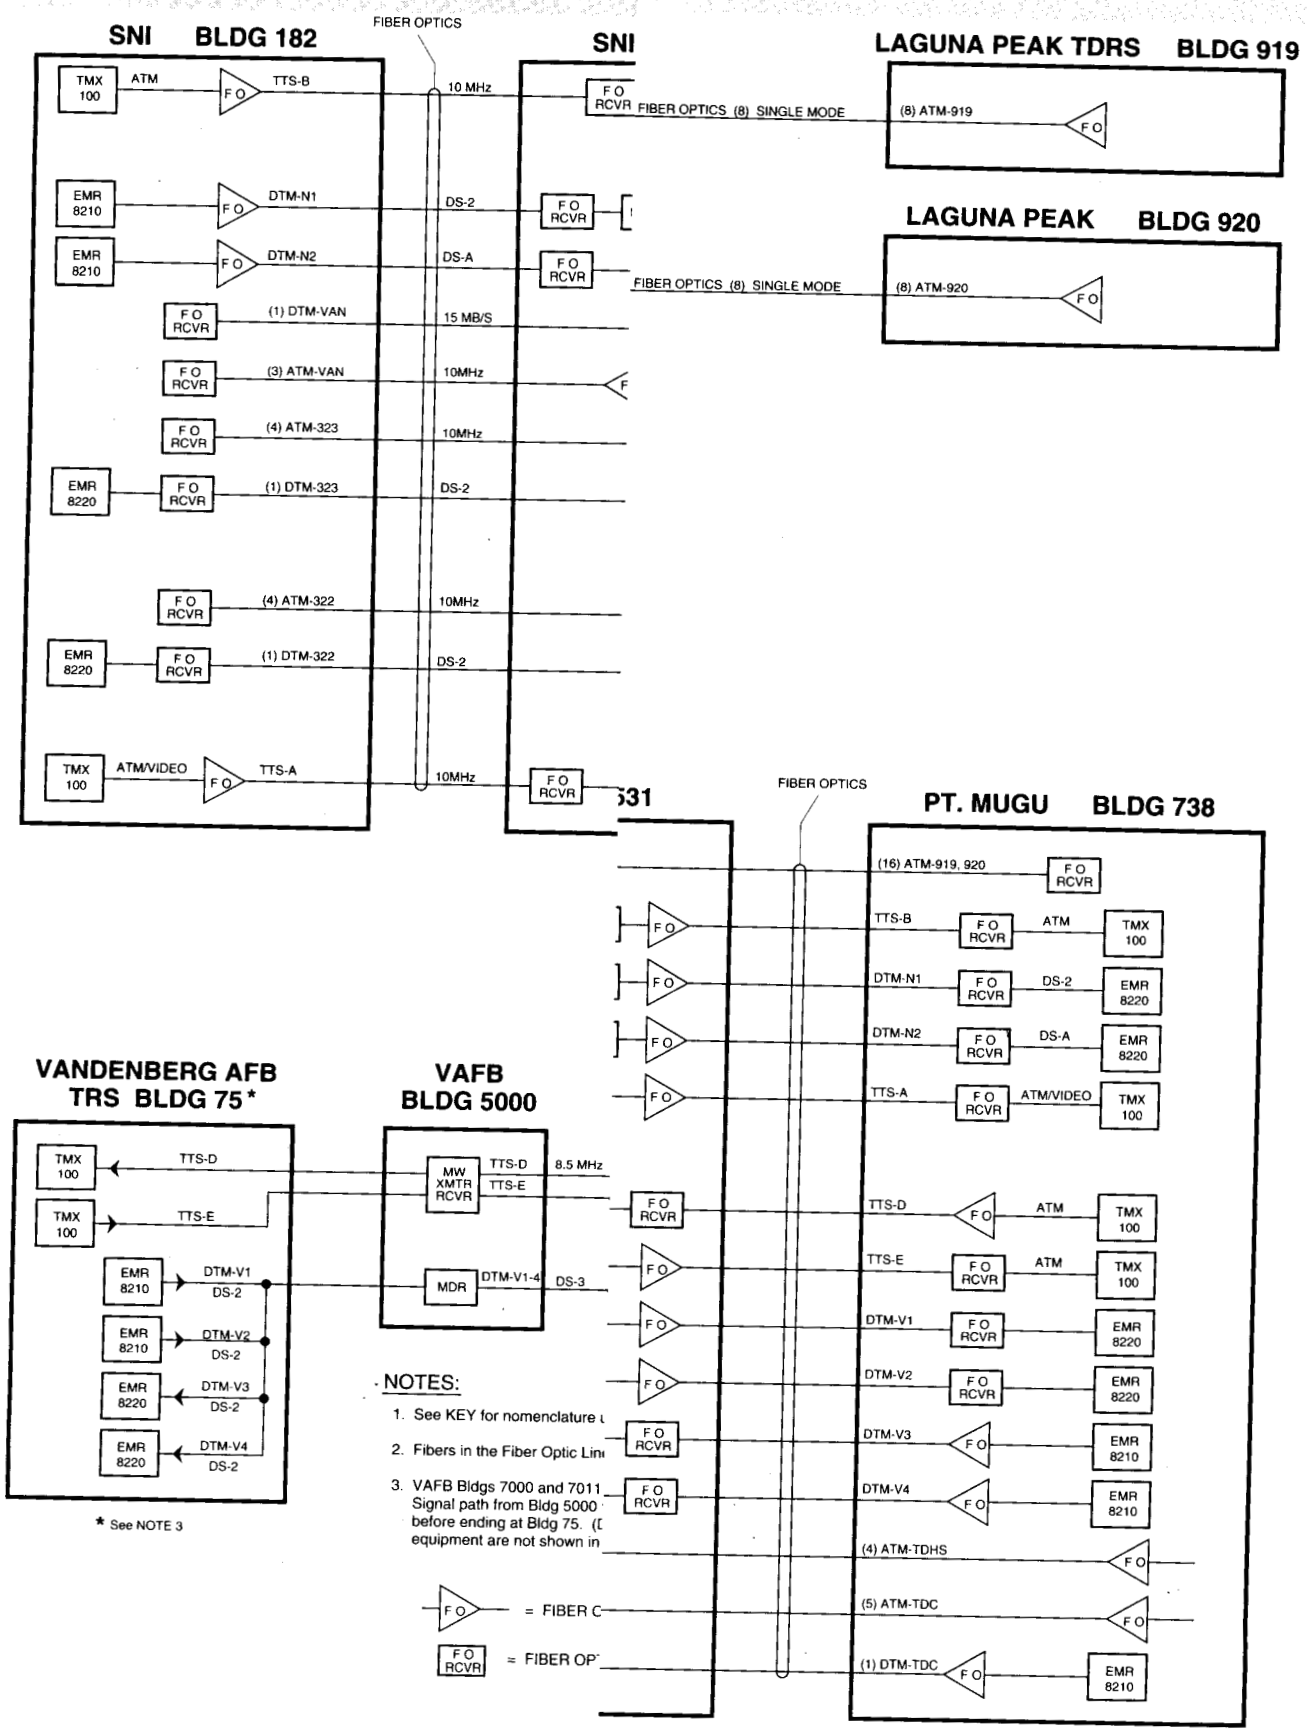 FIBER OPTICS
SNI BLDG 182
TMX
100
ATM
F O
TTS-B
10 MHz
EMR
8210
F O
DTM-N1
DS-2
EMR
8210
F O
DTM-N2
DS-A
F O
RCVR
(1) DTM-VAN
15 MB/S
F O
RCVR
(3) ATM-VAN
10MHz
F O
RCVR
(4) ATM-323
10MHz
EMR
8220
F O
RCVR
(1) DTM-323
DS-2
F O
RCVR
(4) ATM-322
10MHz
EMR
8220
F O
RCVR
(1) DTM-322
DS-2
TMX
100
ATM/VIDEO
F O
TTS-A
10MHz
SNI
F O
RCVR
F O
RCVR
F O
RCVR
F
F O
RCVR
LAGUNA PEAK TDRS BLDG 919
FIBER OPTICS (8) SINGLE MODE
(8) ATM-919
F O
LAGUNA PEAK BLDG 920
FIBER OPTICS (8) SINGLE MODE
(8) ATM-920
F O
531
FIBER OPTICS
PT. MUGU BLDG 738
(16) ATM-919, 920
F O
RCVR
F O
TTS-B
F O
RCVR
ATM
TMX
100
F O
DTM-N1
F O
RCVR
DS-2
EMR
8220
F O
DTM-N2
F O
RCVR
DS-A
EMR
8220
F O
TTS-A
F O
RCVR
ATM/VIDEO
TMX
100
F O
RCVR
TTS-D
F O
ATM
TMX
100
F O
TTS-E
F O
RCVR
ATM
TMX
100
F O
DTM-V1
F O
RCVR
EMR
8220
F O
DTM-V2
F O
RCVR
EMR
8220
F O
RCVR
DTM-V3
F O
EMR
8210
F O
RCVR
DTM-V4
F O
EMR
8210
(4) ATM-TDHS
F O
(5) ATM-TDC
F O
(1) DTM-TDC
F O
EMR
8210
VANDENBERG AFB
TRS BLDG 75*
TMX
100
TTS-D
TMX
100
TTS-E
EMR
8210
DTM-V1
DS-2
EMR
8210
DTM-V2
DS-2
EMR
8220
DTM-V3
DS-2
EMR
8220
DTM-V4
DS-2
* See NOTE 3
VAFB
BLDG 5000
MW
XMTR
RCVR
TTS-D
8.5 MHz
TTS-E
MDR
DTM-V1-4
DS-3
NOTES:
1. See KEY for nomenclature
2. Fibers in the Fiber Optic
3. VAFB Bldgs 7000 and 7011
Signal path from Bldg 5000
before ending at Bldg 75.
equipment are not shown in
F O
= FIBER
F O
RCVR
= FIBER